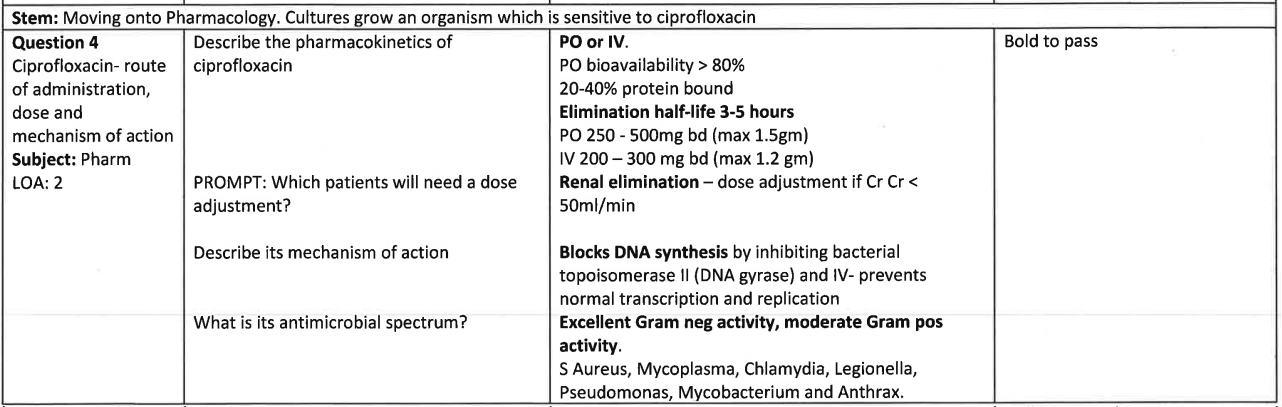 Stem: Moving onto Pharmacology. Cultures grow an organism which is sensitive to ciprofloxacin
Question 4
Ciprofloxacin- route
of administration,
dose and
mechanism of action
Subject: Pharm
LOA: 2
Describe the pharmacokinetics of
ciprofloxacin
PROMPT: Which patients will need a dose
adjustment?
Describe its mechanism of action
What is its antimicrobial spectrum?
PO or IV.
PO bioavailability > 80%
20-40% protein bound
Elimination half-life 3-5 hours
PO 250 - 500mg bd (max 1.5gm)
IV 200 – 300 mg bd (max 1.2 gm)
Renal elimination – dose adjustment if Cr Cr <
50ml/min
Blocks DNA synthesis by inhibiting bacterial
topoisomerase II (DNA gyrase) and IV- prevents
normal transcription and replication
Excellent Gram neg activity, moderate Gram pos
activity.
S Aureus, Mycoplasma, Chlamydia, Legionella,
Pseudomonas, Mycobacterium and Anthrax.
Bold to pass